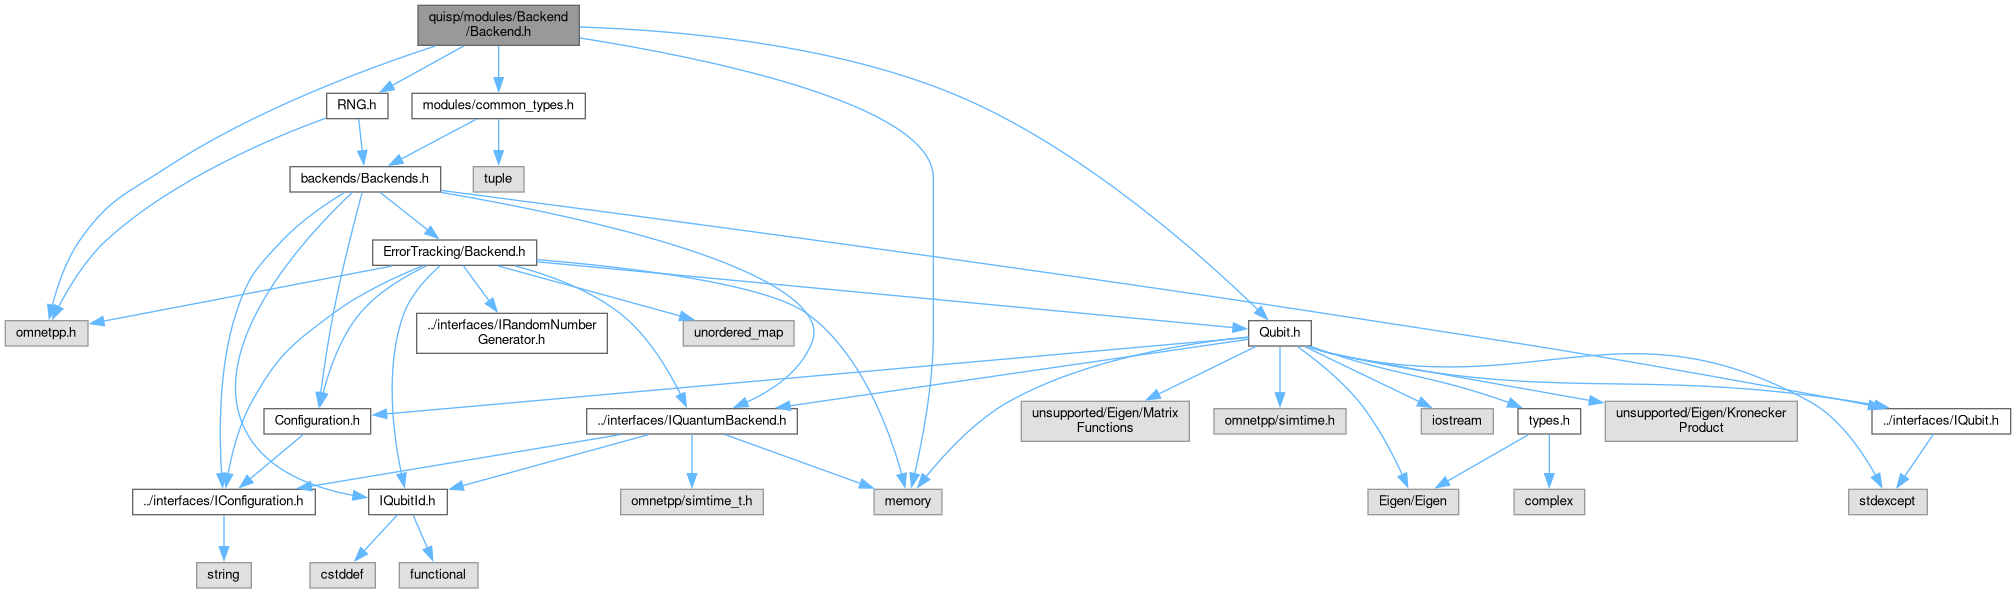 quisp/modules/Backend
/Backend.h
RNG.h
modules/common_types.h
backends/Backends.h
tuple
ErrorTracking/Backend.h
omnetpp.h
../interfaces/IRandomNumber
Generator.h
unordered_map
Qubit.h
Configuration.h
../interfaces/IQuantumBackend.h
unsupported/Eigen/Matrix
Functions
omnetpp/simtime.h
iostream
types.h
unsupported/Eigen/Kronecker
Product
../interfaces/IQubit.h
../interfaces/IConfiguration.h
IQubitId.h
omnetpp/simtime_t.h
memory
Eigen/Eigen
complex
stdexcept
string
cstddef
functional